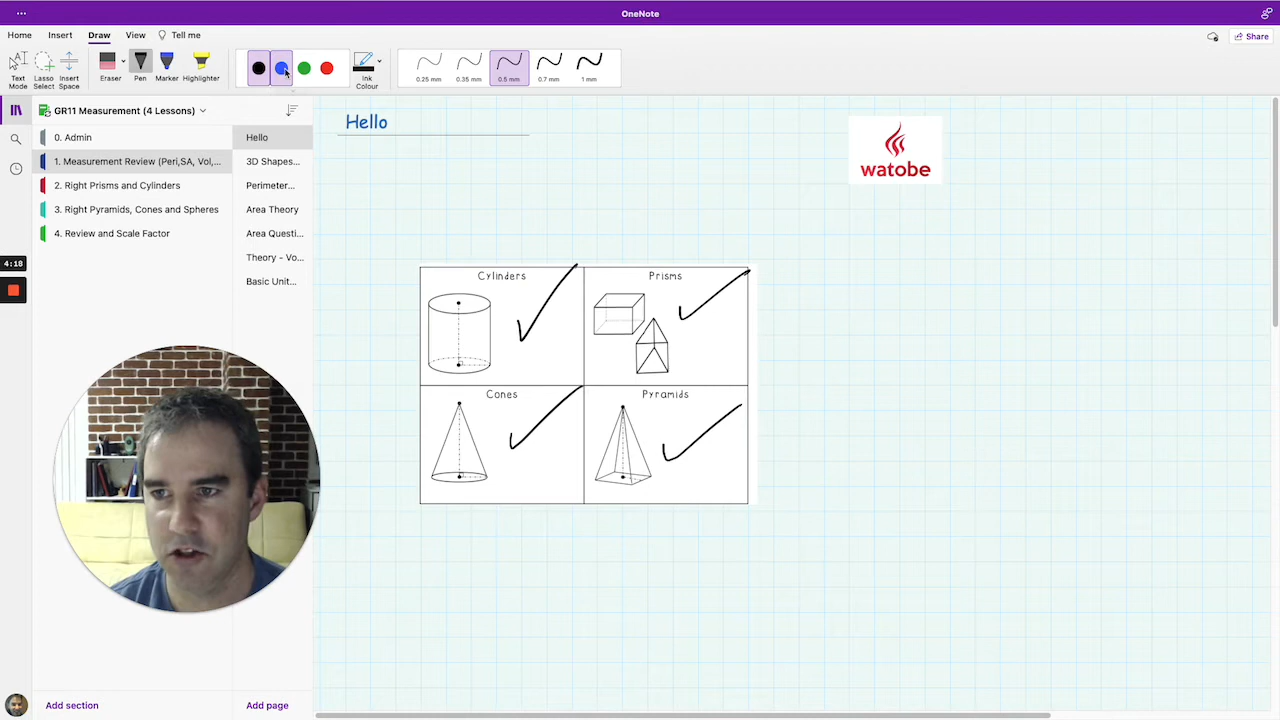 OneNote
Home Insert Draw View Tell me
Share
Text Mode
Lasso Select
Insert Space
Eraser
Pen
Marker
Highlighter
Ink Colour
0.25 mm
0.35 mm
0.5 mm
0.7 mm
1 mm
GR11 Measurement (4 Lessons)
0. Admin
1. Measurement Review (Peri,SA, Vol,...
2. Right Prisms and Cylinders
3. Right Pyramids, Cones and Spheres
4. Review and Scale Factor
Hello
3D Shapes...
Perimeter...
Area Theory
Area Questi...
Theory - Vo...
Basic Unit...
4:18
Hello
watobe
Cylinders
Prisms
Cones
Pyramids
Add section
Add page